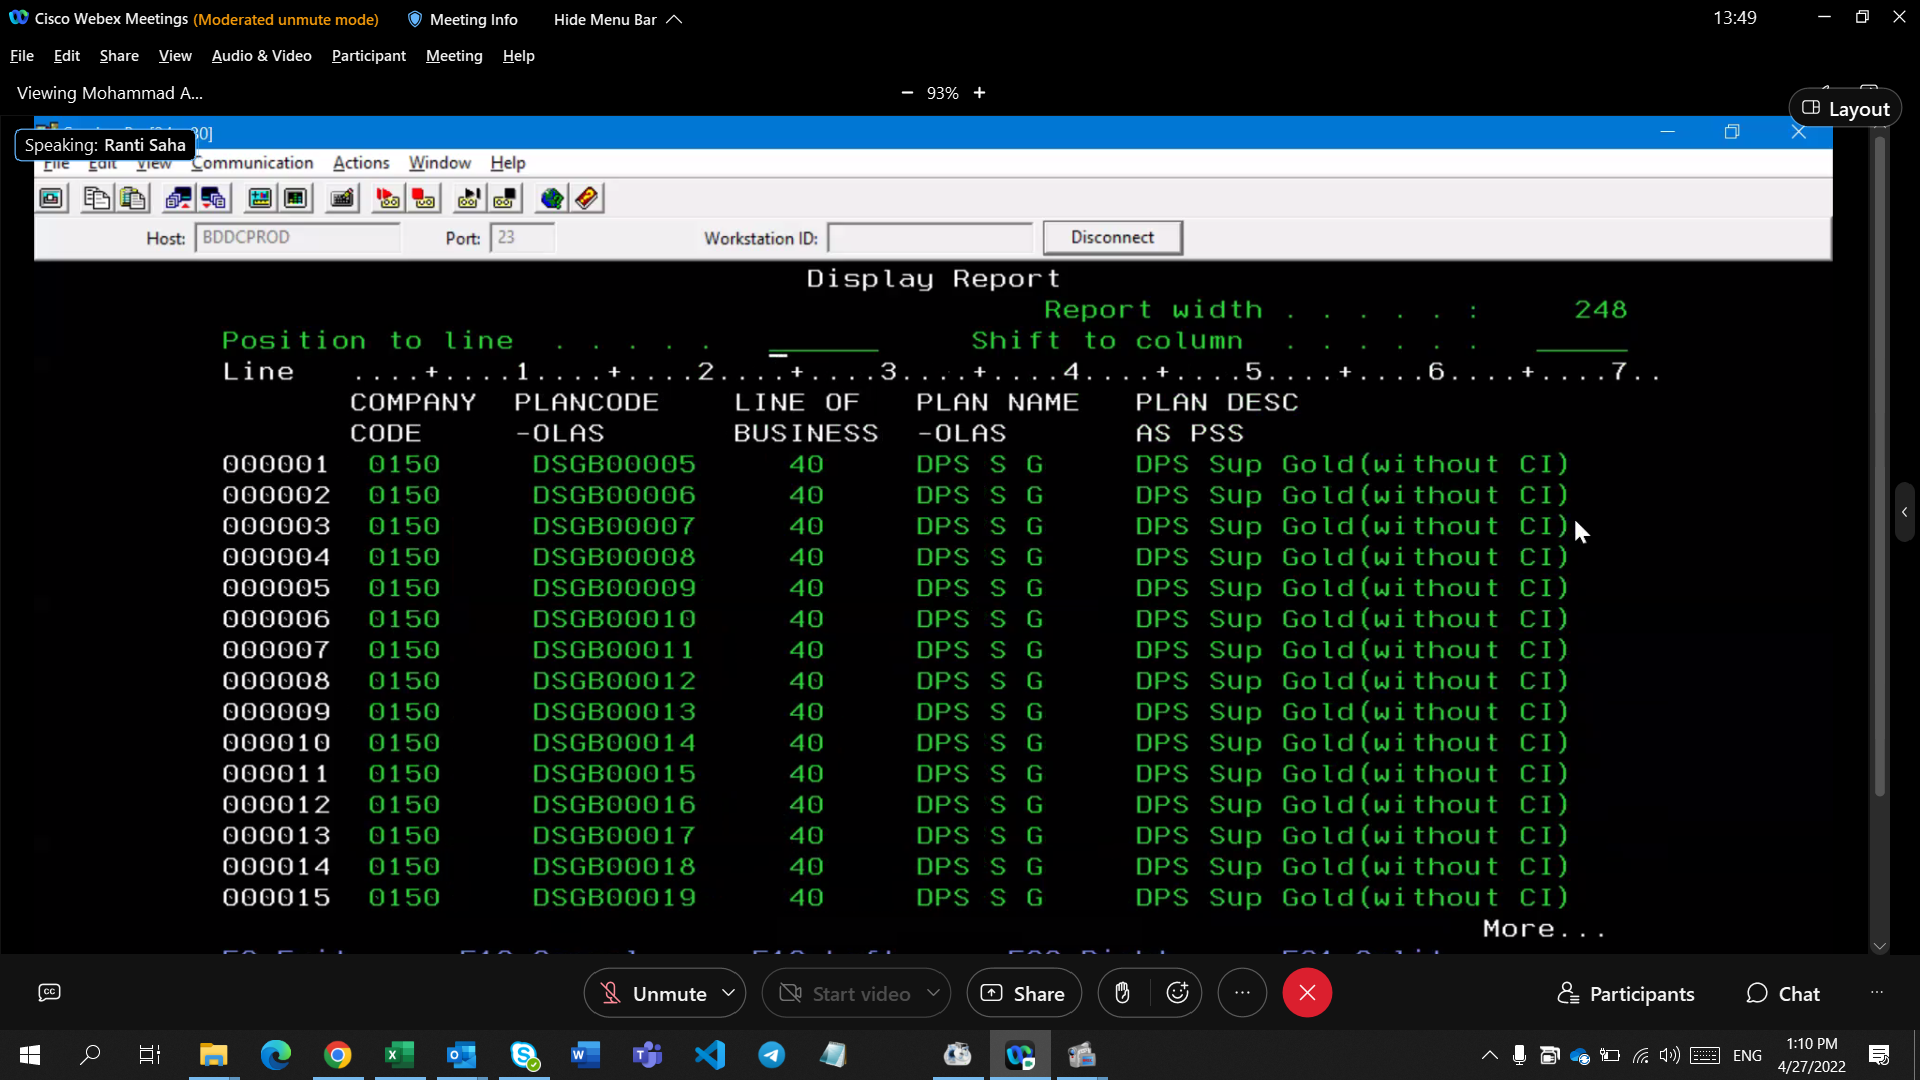 Cisco Webex Meetings (Moderated unmute mode) Meeting Info Hide Menu Bar 13:49
File Edit Share View Audio & Video Participant Meeting Help
Viewing Mohammad A... 93%
Layout
Speaking: Ranti Saha
File Edit View Communication Actions Window Help
Host: BDDCPROD Port: 23 Workstation ID: Disconnect
Display Report
Report width . . . . . : 248
Position to line . . . . . Shift to column . . . . . .
Line ....+....1....+....2....+....3....+....4....+....5....+....6....+....7..
COMPANY PLANCODE LINE OF PLAN NAME PLAN DESC
CODE -OLAS BUSINESS -OLAS AS PSS
000001 0150 DSGB00005 40 DPS S G DPS Sup Gold(without CI)
000002 0150 DSGB00006 40 DPS S G DPS Sup Gold(without CI)
000003 0150 DSGB00007 40 DPS S G DPS Sup Gold(without CI)
000004 0150 DSGB00008 40 DPS S G DPS Sup Gold(without CI)
000005 0150 DSGB00009 40 DPS S G DPS Sup Gold(without CI)
000006 0150 DSGB00010 40 DPS S G DPS Sup Gold(without CI)
000007 0150 DSGB00011 40 DPS S G DPS Sup Gold(without CI)
000008 0150 DSGB00012 40 DPS S G DPS Sup Gold(without CI)
000009 0150 DSGB00013 40 DPS S G DPS Sup Gold(without CI)
000010 0150 DSGB00014 40 DPS S G DPS Sup Gold(without CI)
000011 0150 DSGB00015 40 DPS S G DPS Sup Gold(without CI)
000012 0150 DSGB00016 40 DPS S G DPS Sup Gold(without CI)
000013 0150 DSGB00017 40 DPS S G DPS Sup Gold(without CI)
000014 0150 DSGB00018 40 DPS S G DPS Sup Gold(without CI)
000015 0150 DSGB00019 40 DPS S G DPS Sup Gold(without CI)
More...
Unmute Start video Share Participants Chat
ENG 1:10 PM
4/27/2022